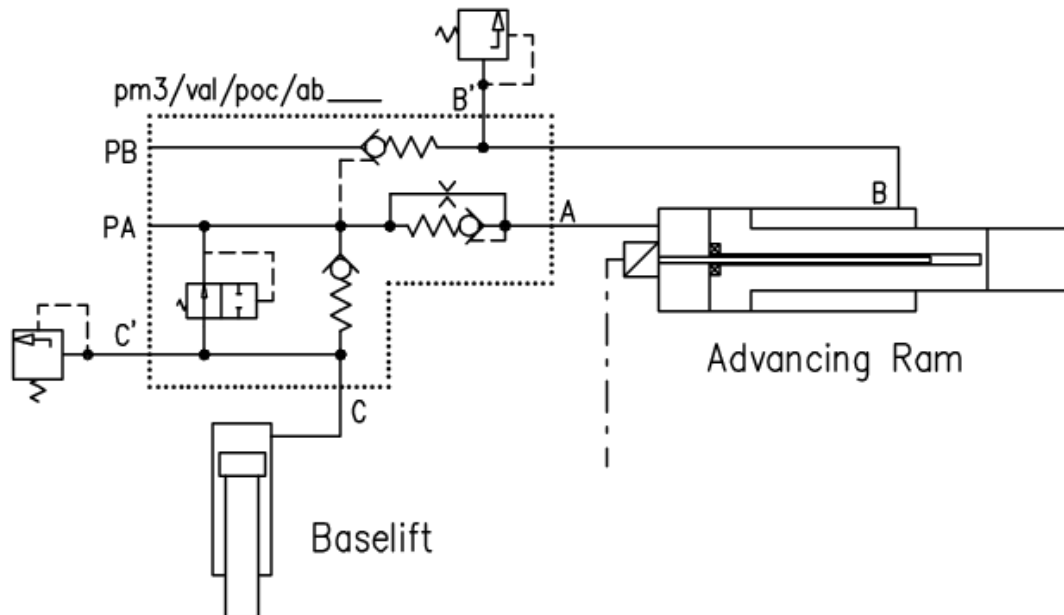 pm3/val/poc/ab____
B'
PB
B
PA
A
C'
Advancing Ram
C
Baselift